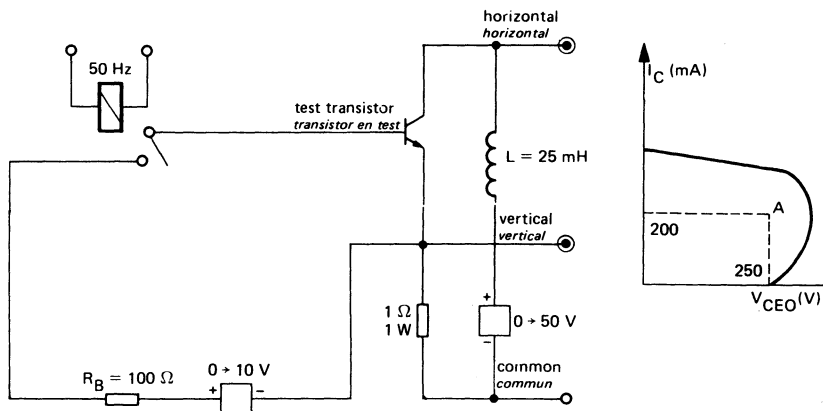 horizontal
horizontal
50 Hz
I_C (mA)
test transistor
transistor en test
L = 25 mH
vertical
vertical
A
200
250
V_CEO (V)
+
1 Ω
1 W
0 → 50 V
−
common
commun
R_B = 100 Ω
+
0 → 10 V
−